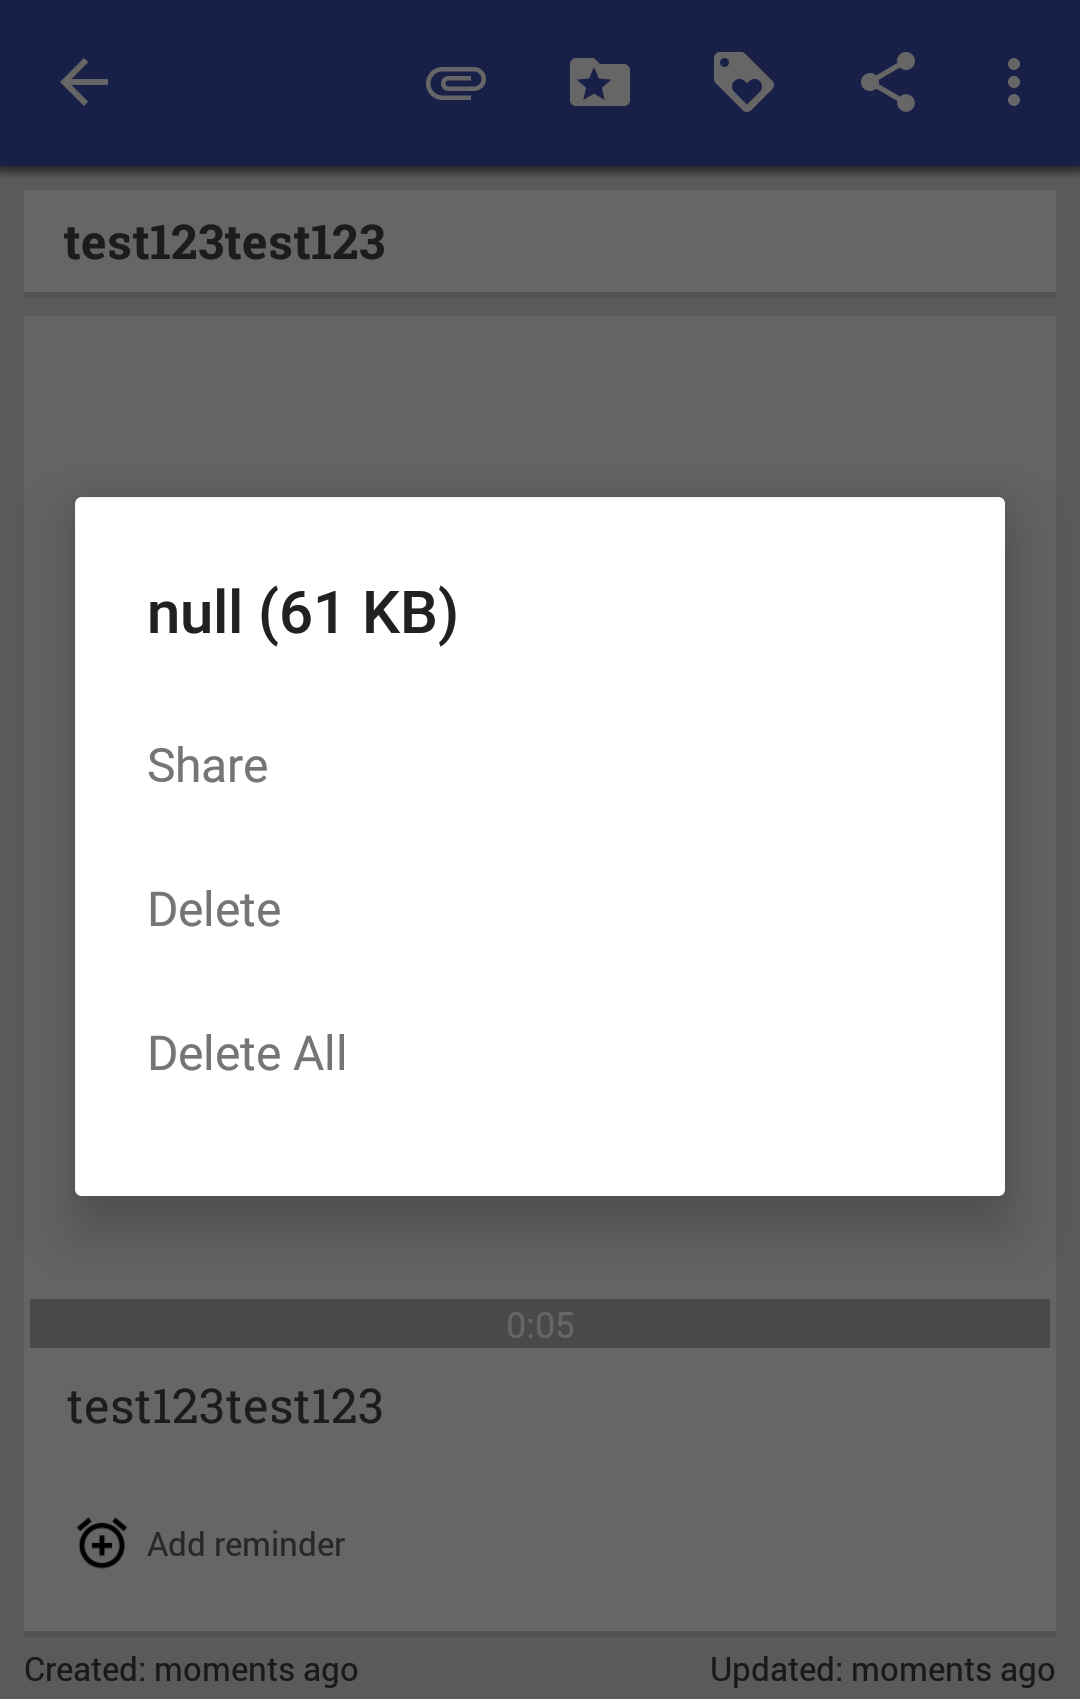 test123test123
null (61 KB)
Share
Delete
Delete All
0:05
test123test123
Add reminder
Created: moments ago
Updated: moments ago